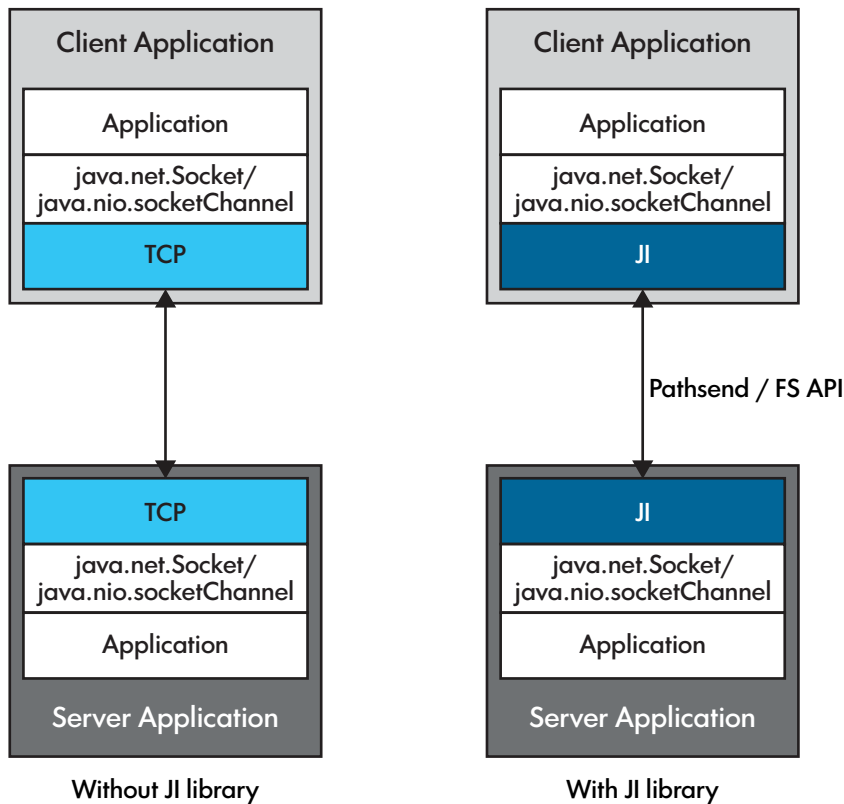 Client Application
Application
java.net.Socket/
java.nio.socketChannel
TCP
TCP
java.net.Socket/
java.nio.socketChannel
Application
Server Application
Without JI library
Client Application
Application
java.net.Socket/
java.nio.socketChannel
JI
Pathsend / FS API
JI
java.net.Socket/
java.nio.socketChannel
Application
Server Application
With JI library